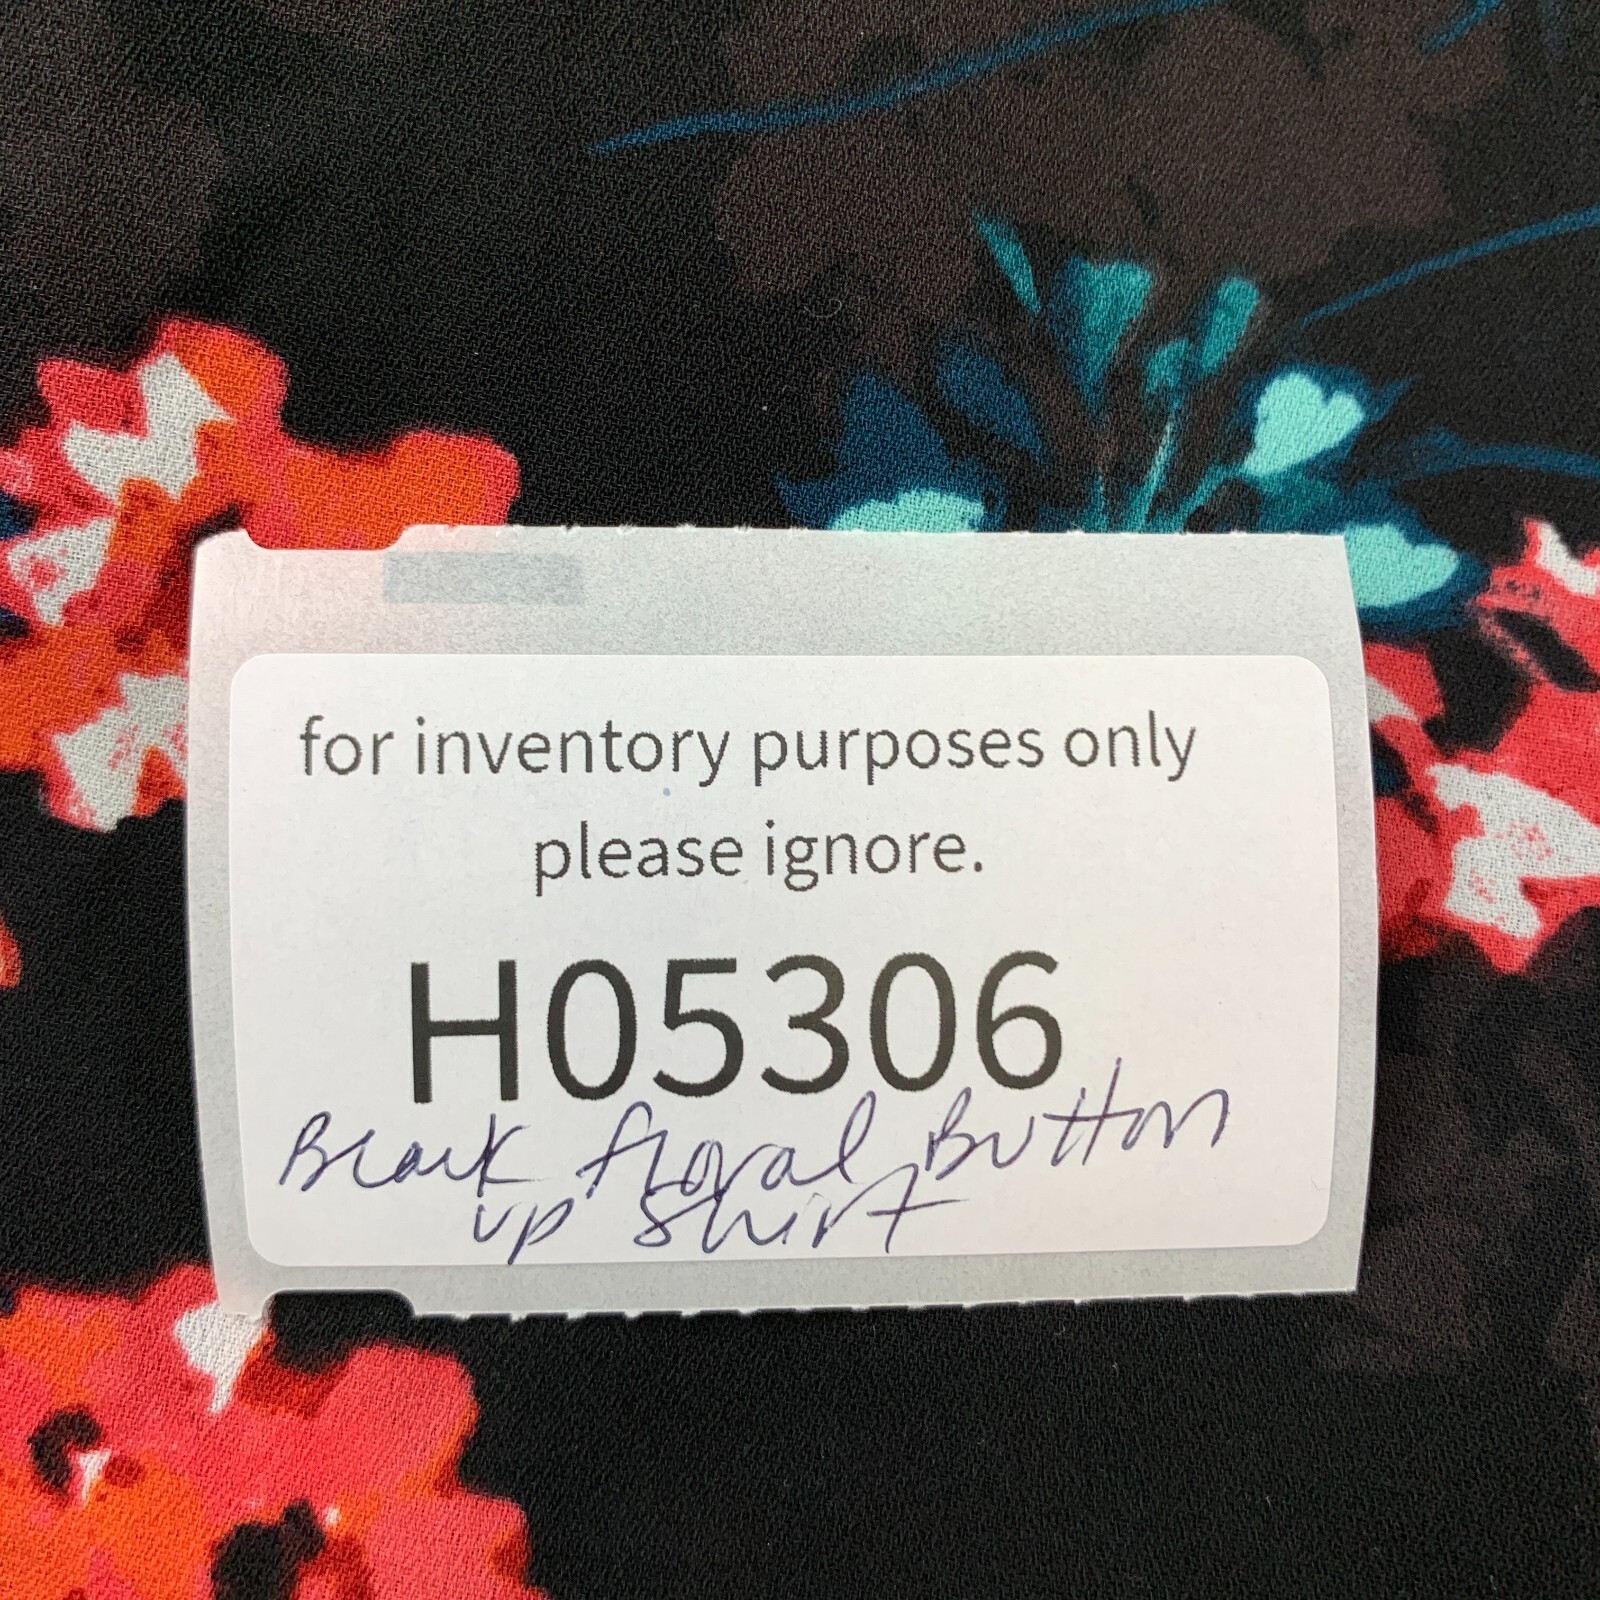 for inventory purposes only
please ignore.
H05306
Black floral Button
up shirt